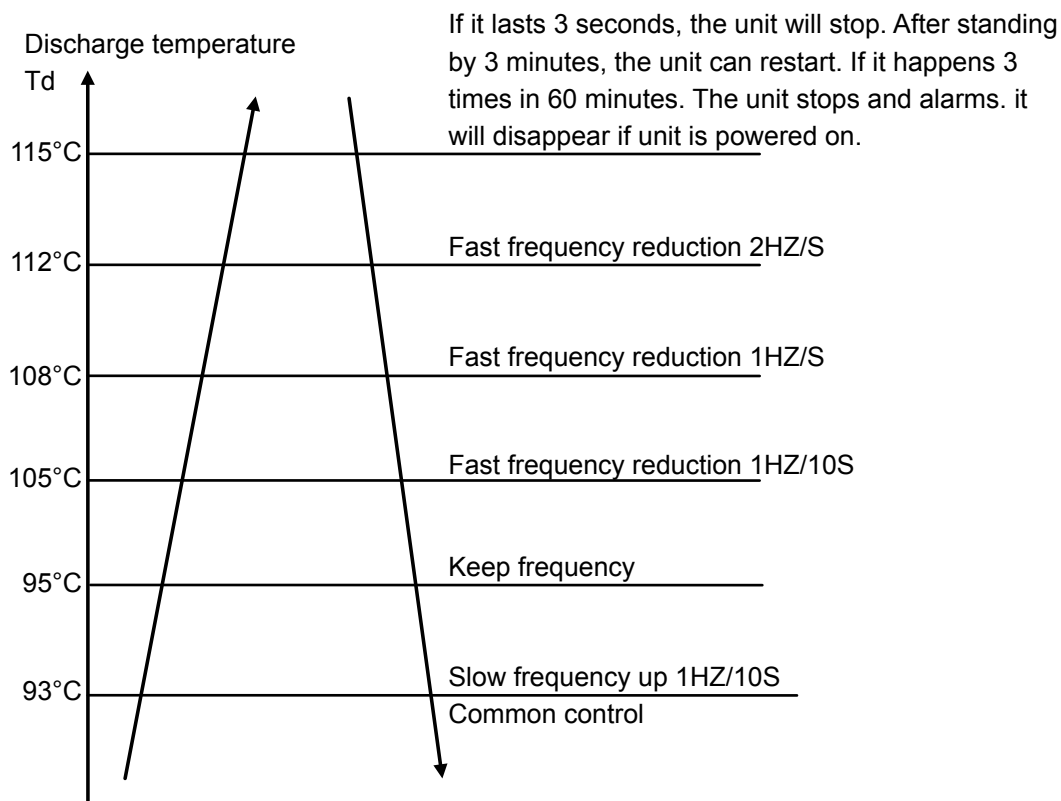 If it lasts 3 seconds, the unit will stop. After standing
by 3 minutes, the unit can restart. If it happens 3
times in 60 minutes. The unit stops and alarms. it
will disappear if unit is powered on.
Discharge temperature
Td
115°C
Fast frequency reduction 2HZ/S
112°C
Fast frequency reduction 1HZ/S
108°C
Fast frequency reduction 1HZ/10S
105°C
Keep frequency
95°C
Slow frequency up 1HZ/10S
93°C
Common control